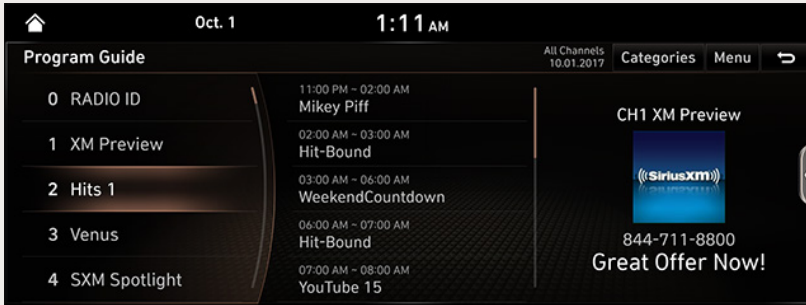 Oct. 1
1:11 AM
Program Guide
All Channels
10.01.2017
Categories
Menu
0 RADIO ID
1 XM Preview
2 Hits 1
3 Venus
4 SXM Spotlight
11:00 PM ~ 02:00 AM
Mikey Piff
02:00 AM ~ 03:00 AM
Hit-Bound
03:00 AM ~ 06:00 AM
WeekendCountdown
06:00 AM ~ 07:00 AM
Hit-Bound
07:00 AM ~ 08:00 AM
YouTube 15
CH1 XM Preview
((SiriusXM))
844-711-8800
Great Offer Now!